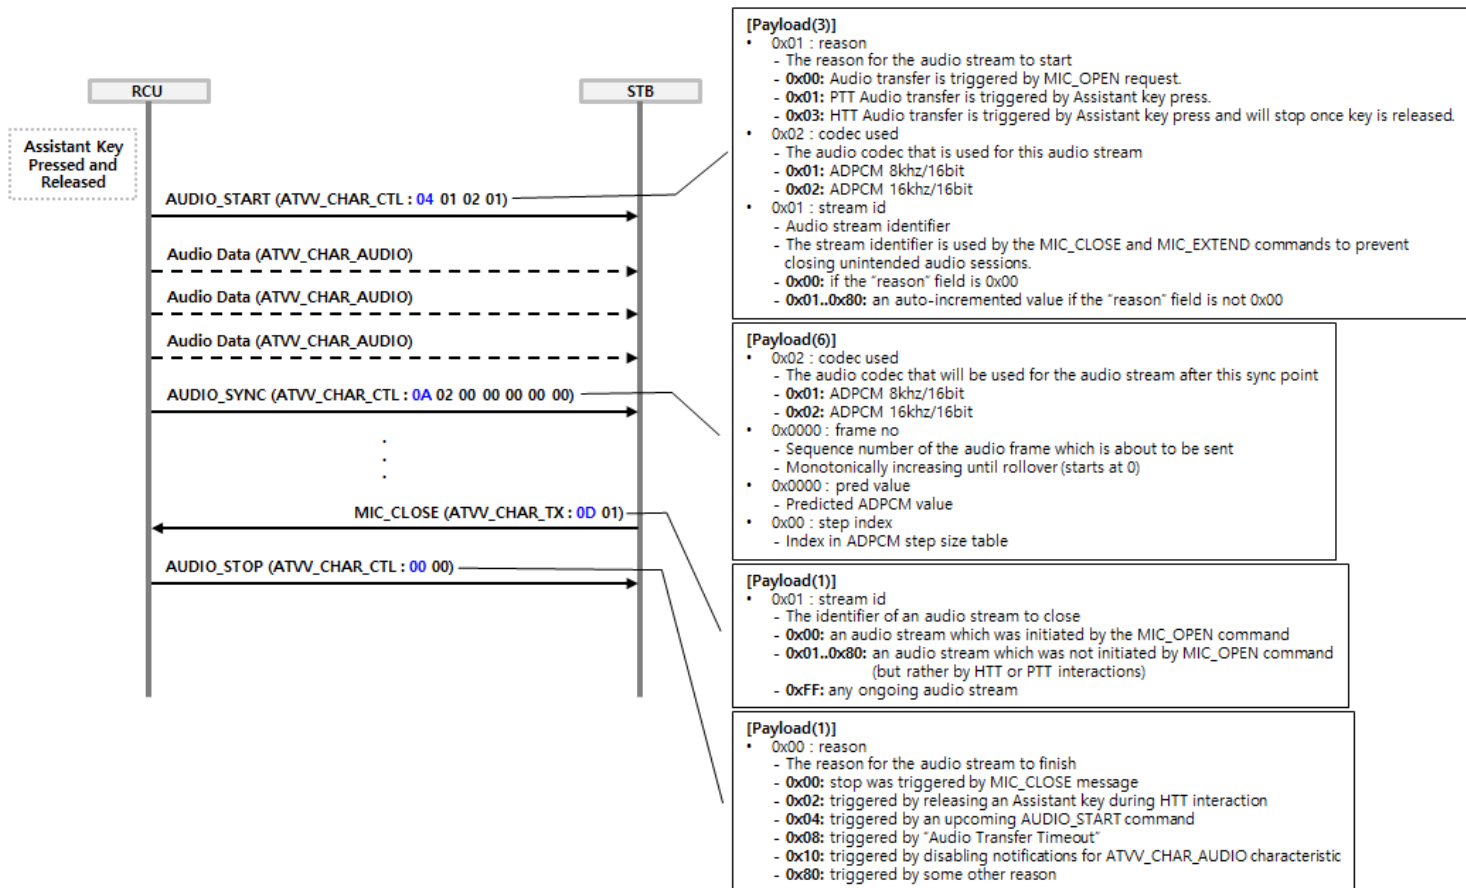 RCU
STB
Assistant Key
Pressed and
Released
AUDIO_START (ATVV_CHAR_CTL : 04 01 02 01)
Audio Data (ATVV_CHAR_AUDIO)
Audio Data (ATVV_CHAR_AUDIO)
Audio Data (ATVV_CHAR_AUDIO)
AUDIO_SYNC (ATVV_CHAR_CTL : 0A 02 00 00 00 00 00)
.
.
.
MIC_CLOSE (ATVV_CHAR_TX : 0D 01)
AUDIO_STOP (ATVV_CHAR_CTL : 00 00)
[Payload(3)]
• 0x01 : reason
- The reason for the audio stream to start
- 0x00: Audio transfer is triggered by MIC_OPEN request.
- 0x01: PTT Audio transfer is triggered by Assistant key press.
- 0x03: HTT Audio transfer is triggered by Assistant key press and will stop once key is released.
• 0x02 : codec used
- The audio codec that is used for this audio stream
- 0x01: ADPCM 8khz/16bit
- 0x02: ADPCM 16khz/16bit
• 0x01 : stream id
- Audio stream identifier
- The stream identifier is used by the MIC_CLOSE and MIC_EXTEND commands to prevent
closing unintended audio sessions.
- 0x00: if the "reason" field is 0x00
- 0x01..0x80: an auto-incremented value if the "reason" field is not 0x00
[Payload(6)]
• 0x02 : codec used
- The audio codec that will be used for the audio stream after this sync point
- 0x01: ADPCM 8khz/16bit
- 0x02: ADPCM 16khz/16bit
• 0x0000 : frame no
- Sequence number of the audio frame which is about to be sent
- Monotonically increasing until rollover (starts at 0)
• 0x0000 : pred value
- Predicted ADPCM value
• 0x00 : step index
- Index in ADPCM step size table
[Payload(1)]
• 0x01 : stream id
- The identifier of an audio stream to close
- 0x00: an audio stream which was initiated by the MIC_OPEN command
- 0x01..0x80: an audio stream which was not initiated by MIC_OPEN command
(but rather by HTT or PTT interactions)
- 0xFF: any ongoing audio stream
[Payload(1)]
• 0x00 : reason
- The reason for the audio stream to finish
- 0x00: stop was triggered by MIC_CLOSE message
- 0x02: triggered by releasing an Assistant key during HTT interaction
- 0x04: triggered by an upcoming AUDIO_START command
- 0x08: triggered by "Audio Transfer Timeout"
- 0x10: triggered by disabling notifications for ATVV_CHAR_AUDIO characteristic
- 0x80: triggered by some other reason